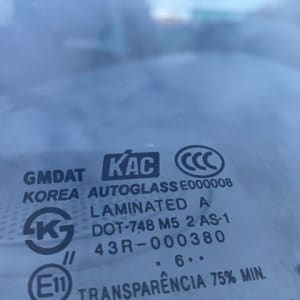 GMDAT KAC CCC
KOREA AUTOGLASS E000008
LAMINATED A
DOT-748 M5 2 AS-1
43R-000380
· 6 ··
E11 TRANSPARÊNCIA 75% MIN.